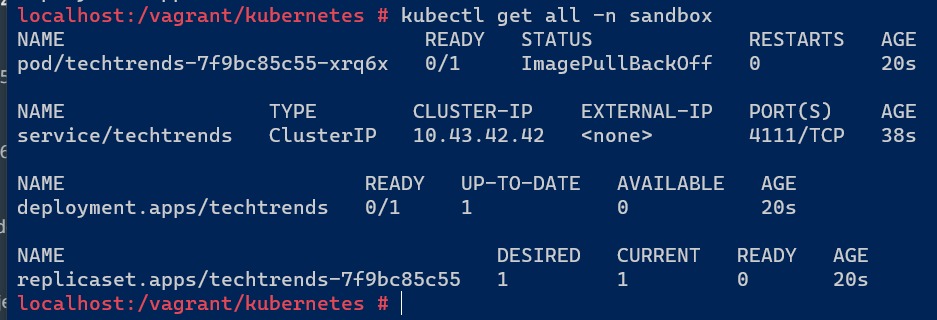 localhost:/vagrant/kubernetes # kubectl get all -n sandbox
NAME READY STATUS RESTARTS AGE
pod/techtrends-7f9bc85c55-xrq6x 0/1 ImagePullBackOff 0 20s
NAME TYPE CLUSTER-IP EXTERNAL-IP PORT(S) AGE
service/techtrends ClusterIP 10.43.42.42 <none> 4111/TCP 38s
NAME READY UP-TO-DATE AVAILABLE AGE
deployment.apps/techtrends 0/1 1 0 20s
NAME DESIRED CURRENT READY AGE
replicaset.apps/techtrends-7f9bc85c55 1 1 0 20s
localhost:/vagrant/kubernetes #